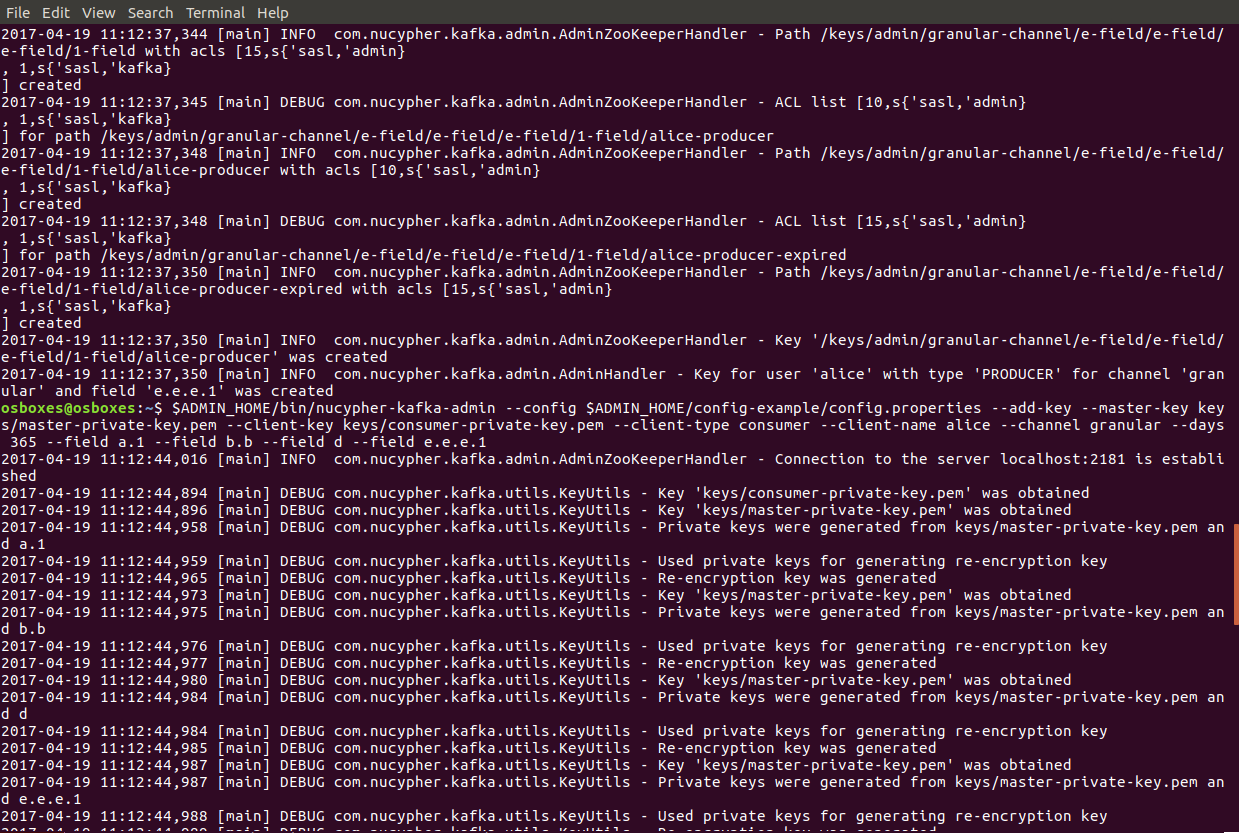 File Edit View Search Terminal Help
2017-04-19 11:12:37,344 [main] INFO  com.nucypher.kafka.admin.AdminZooKeeperHandler - Path /keys/admin/granular-channel/e-field/e-field/
e-field/1-field with acls [15,s{'sasl,'admin}
, 1,s{'sasl,'kafka}
] created
2017-04-19 11:12:37,345 [main] DEBUG com.nucypher.kafka.admin.AdminZooKeeperHandler - ACL list [10,s{'sasl,'admin}
, 1,s{'sasl,'kafka}
] for path /keys/admin/granular-channel/e-field/e-field/e-field/1-field/alice-producer
2017-04-19 11:12:37,348 [main] INFO  com.nucypher.kafka.admin.AdminZooKeeperHandler - Path /keys/admin/granular-channel/e-field/e-field/
e-field/1-field/alice-producer with acls [10,s{'sasl,'admin}
, 1,s{'sasl,'kafka}
] created
2017-04-19 11:12:37,348 [main] DEBUG com.nucypher.kafka.admin.AdminZooKeeperHandler - ACL list [15,s{'sasl,'admin}
, 1,s{'sasl,'kafka}
] for path /keys/admin/granular-channel/e-field/e-field/e-field/1-field/alice-producer-expired
2017-04-19 11:12:37,350 [main] INFO  com.nucypher.kafka.admin.AdminZooKeeperHandler - Path /keys/admin/granular-channel/e-field/e-field/
e-field/1-field/alice-producer-expired with acls [15,s{'sasl,'admin}
, 1,s{'sasl,'kafka}
] created
2017-04-19 11:12:37,350 [main] INFO  com.nucypher.kafka.admin.AdminZooKeeperHandler - Key '/keys/admin/granular-channel/e-field/e-field/
e-field/1-field/alice-producer' was created
2017-04-19 11:12:37,350 [main] INFO  com.nucypher.kafka.admin.AdminHandler - Key for user 'alice' with type 'PRODUCER' for channel 'gran
ular' and field 'e.e.e.1' was created
osboxes@osboxes:~$ $ADMIN_HOME/bin/nucypher-kafka-admin --config $ADMIN_HOME/config-example/config.properties --add-key --master-key key
s/master-private-key.pem --client-key keys/consumer-private-key.pem --client-type consumer --client-name alice --channel granular --days
 365 --field a.1 --field b.b --field d --field e.e.e.1
2017-04-19 11:12:44,016 [main] INFO  com.nucypher.kafka.admin.AdminZooKeeperHandler - Connection to the server localhost:2181 is establi
shed
2017-04-19 11:12:44,894 [main] DEBUG com.nucypher.kafka.utils.KeyUtils - Key 'keys/consumer-private-key.pem' was obtained
2017-04-19 11:12:44,896 [main] DEBUG com.nucypher.kafka.utils.KeyUtils - Key 'keys/master-private-key.pem' was obtained
2017-04-19 11:12:44,958 [main] DEBUG com.nucypher.kafka.utils.KeyUtils - Private keys were generated from keys/master-private-key.pem an
d a.1
2017-04-19 11:12:44,959 [main] DEBUG com.nucypher.kafka.utils.KeyUtils - Used private keys for generating re-encryption key
2017-04-19 11:12:44,965 [main] DEBUG com.nucypher.kafka.utils.KeyUtils - Re-encryption key was generated
2017-04-19 11:12:44,973 [main] DEBUG com.nucypher.kafka.utils.KeyUtils - Key 'keys/master-private-key.pem' was obtained
2017-04-19 11:12:44,975 [main] DEBUG com.nucypher.kafka.utils.KeyUtils - Private keys were generated from keys/master-private-key.pem an
d b.b
2017-04-19 11:12:44,976 [main] DEBUG com.nucypher.kafka.utils.KeyUtils - Used private keys for generating re-encryption key
2017-04-19 11:12:44,977 [main] DEBUG com.nucypher.kafka.utils.KeyUtils - Re-encryption key was generated
2017-04-19 11:12:44,980 [main] DEBUG com.nucypher.kafka.utils.KeyUtils - Key 'keys/master-private-key.pem' was obtained
2017-04-19 11:12:44,984 [main] DEBUG com.nucypher.kafka.utils.KeyUtils - Private keys were generated from keys/master-private-key.pem an
d d
2017-04-19 11:12:44,984 [main] DEBUG com.nucypher.kafka.utils.KeyUtils - Used private keys for generating re-encryption key
2017-04-19 11:12:44,985 [main] DEBUG com.nucypher.kafka.utils.KeyUtils - Re-encryption key was generated
2017-04-19 11:12:44,987 [main] DEBUG com.nucypher.kafka.utils.KeyUtils - Key 'keys/master-private-key.pem' was obtained
2017-04-19 11:12:44,987 [main] DEBUG com.nucypher.kafka.utils.KeyUtils - Private keys were generated from keys/master-private-key.pem an
d e.e.e.1
2017-04-19 11:12:44,988 [main] DEBUG com.nucypher.kafka.utils.KeyUtils - Used private keys for generating re-encryption key